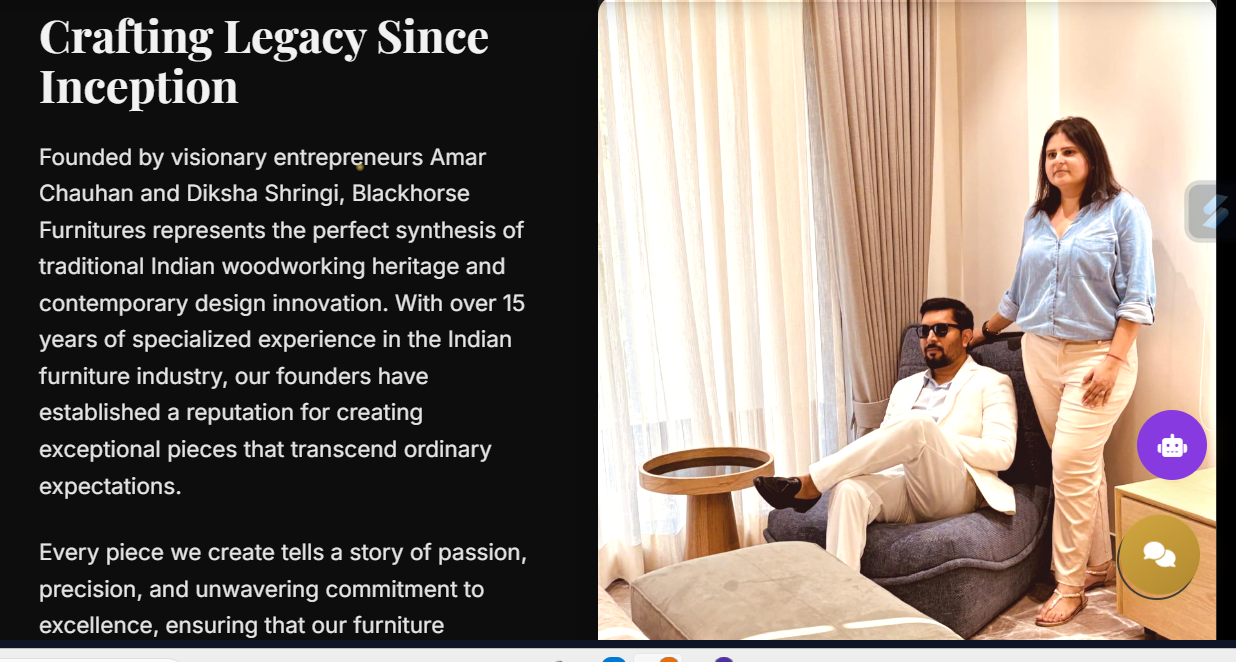 Crafting Legacy Since
Inception
Founded by visionary entrepreneurs Amar
Chauhan and Diksha Shringi, Blackhorse
Furnitures represents the perfect synthesis of
traditional Indian woodworking heritage and
contemporary design innovation. With over 15
years of specialized experience in the Indian
furniture industry, our founders have
established a reputation for creating
exceptional pieces that transcend ordinary
expectations.
Every piece we create tells a story of passion,
precision, and unwavering commitment to
excellence, ensuring that our furniture